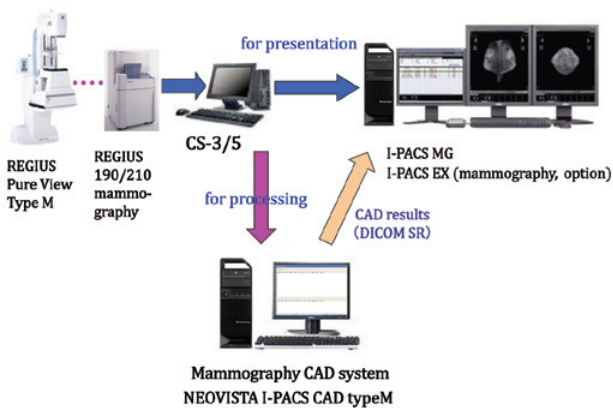 for presentation
CS-3/5
REGIUS
Pure View
Type M
REGIUS
190/210
mammo-
graphy
I-PACS MG
I-PACS EX (mammography, option)
for processing
CAD results
(DICOM SR)
Mammography CAD system
NEOVISTA I-PACS CAD typeM